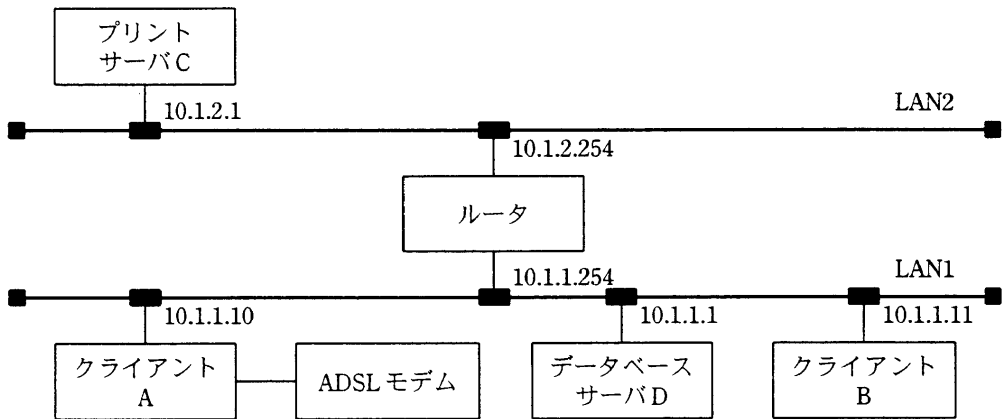 プリント
サーバC
10.1.2.1
LAN2
10.1.2.254
ルータ
10.1.1.254
LAN1
10.1.1.10
10.1.1.1
10.1.1.11
クライアント
A
ADSLモデム
データベース
サーバD
クライアント
B